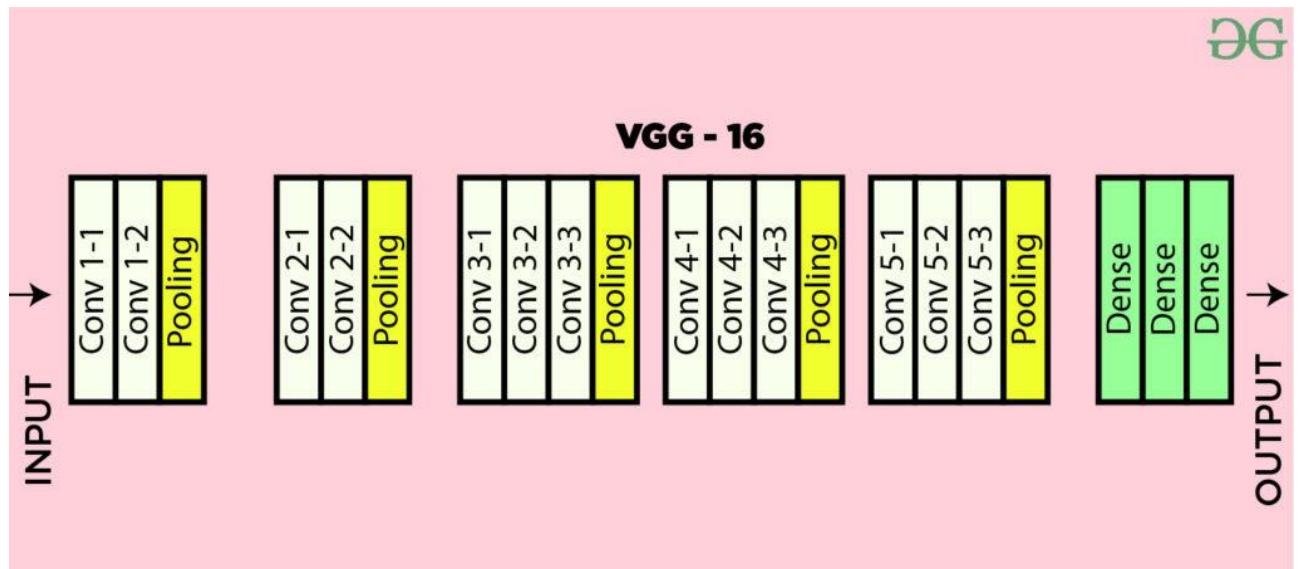 VGG - 16
INPUT
Conv 1-1
Conv 1-2
Pooling
Conv 2-1
Conv 2-2
Pooling
Conv 3-1
Conv 3-2
Conv 3-3
Pooling
Conv 4-1
Conv 4-2
Conv 4-3
Pooling
Conv 5-1
Conv 5-2
Conv 5-3
Pooling
Dense
Dense
Dense
OUTPUT